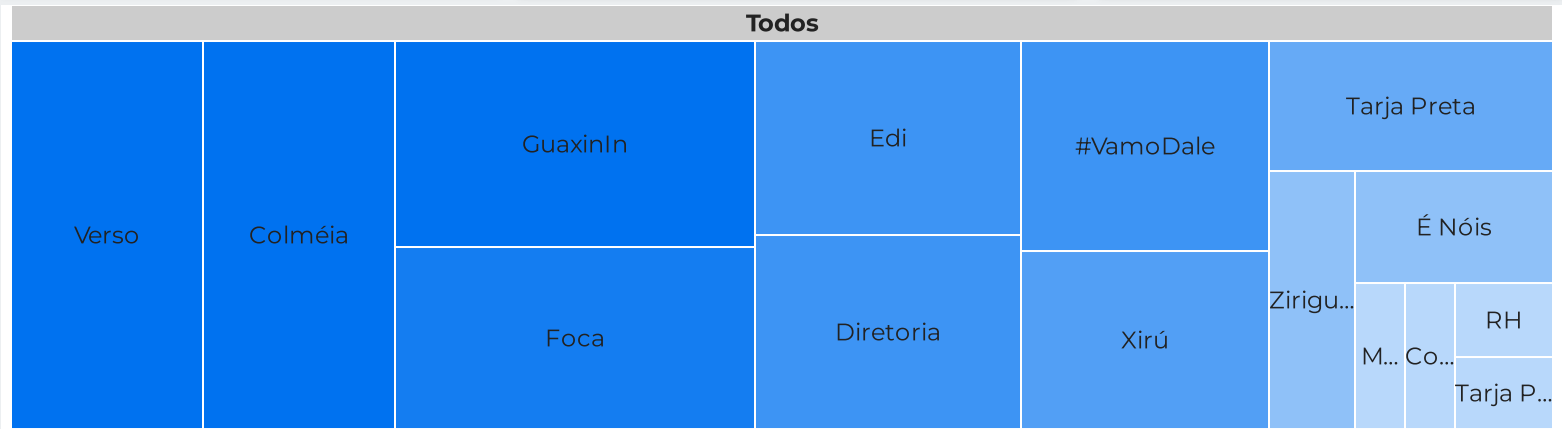 Todos
Verso
Colméia
GuaxinIn
Foca
Edi
Diretoria
#VamoDale
Xirú
Tarja Preta
Zirigu...
É Nóis
M...
Co...
RH
Tarja P...